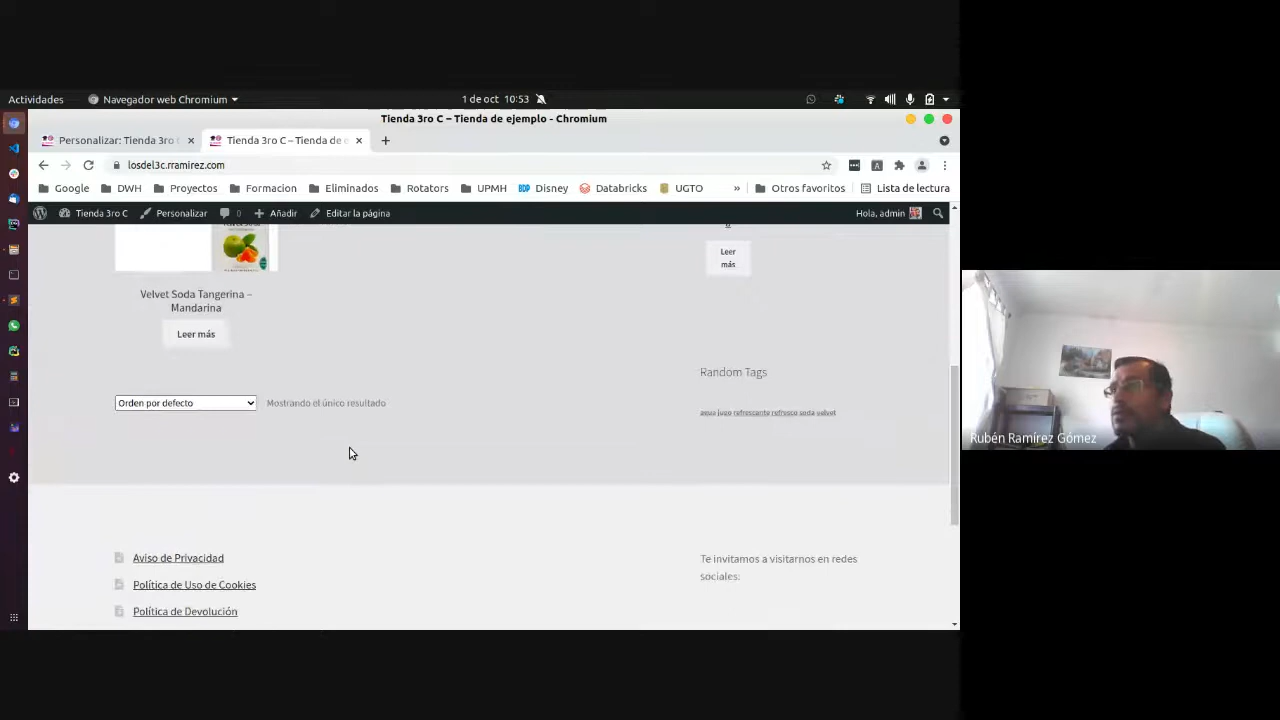 Actividades
Navegador web Chromium
1 de oct 10:53
Tienda 3ro C – Tienda de ejemplo - Chromium
Personalizar: Tienda 3ro
Tienda 3ro C – Tienda de e
losdel3c.rramirez.com
Google
DWH
Proyectos
Formacion
Eliminados
Rotators
UPMH
Disney
Databricks
UGTO
»
Otros favoritos
Lista de lectura
Tienda 3ro C
Personalizar
0
Añadir
Editar la página
Hola, admin
Leer
más
Velvet Soda Tangerina –
Mandarina
Leer más
Random Tags
Orden por defecto
Mostrando el único resultado
agua jugo refrescante refresco soda velvet
Aviso de Privacidad
Política de Uso de Cookies
Política de Devolución
Te invitamos a visitarnos en redes
sociales:
Rubén Ramírez Gómez